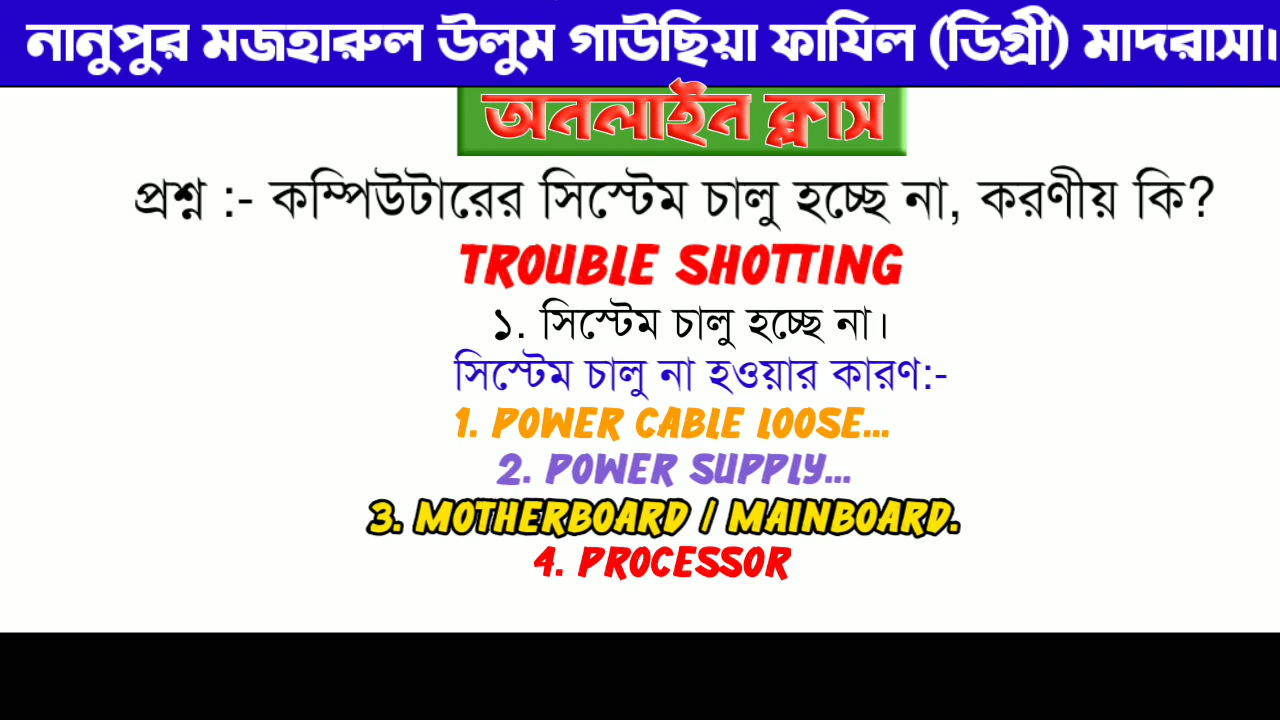 নানুপুর মজহারুল উলুম গাউছিয়া ফাযিল (ডিগ্রী) মাদরাসা।
অনলাইন ক্লাস
প্রশ্ন :- কম্পিউটারের সিস্টেম চালু হচ্ছে না, করণীয় কি?
TROUBLE SHOTTING
১. সিস্টেম চালু হচ্ছে না।
সিস্টেম চালু না হওয়ার কারণ:-
1. POWER CABLE LOOSE...
2. POWER SUPPLY...
3. MOTHERBOARD / MAINBOARD.
4. PROCESSOR